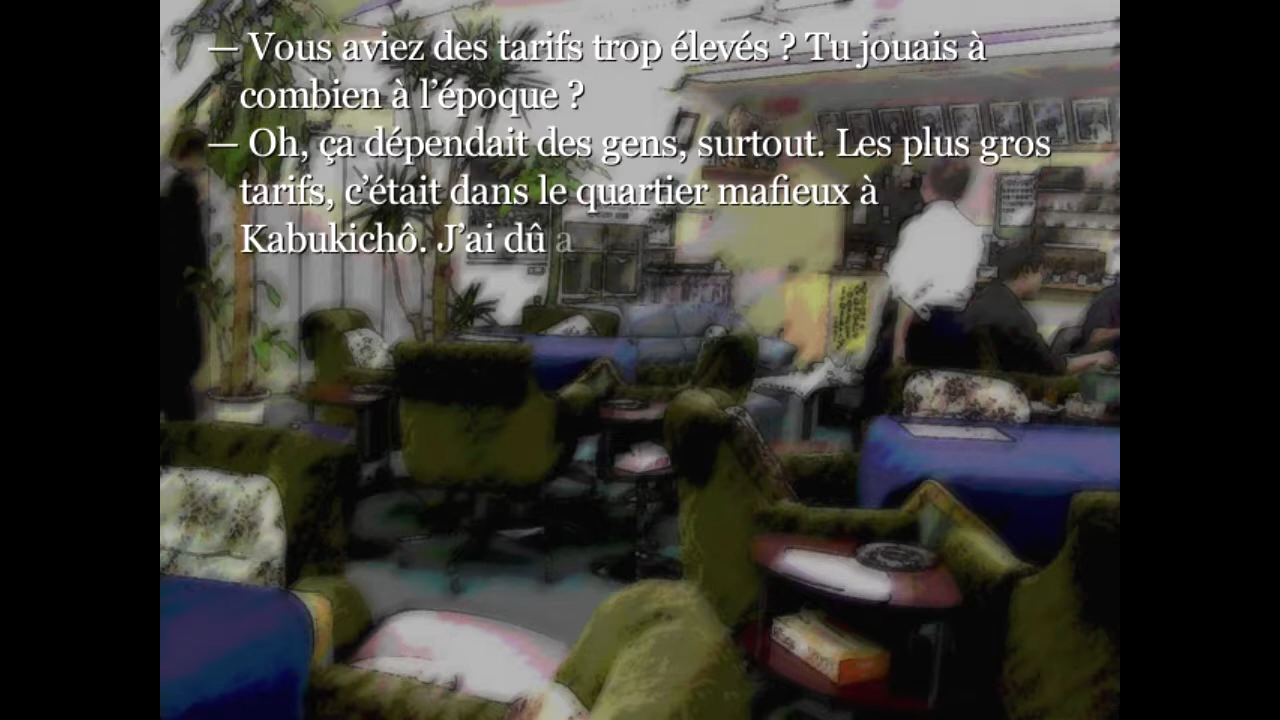 — Vous aviez des tarifs trop élevés ? Tu jouais à
combien à l’époque ?
— Oh, ça dépendait des gens, surtout. Les plus gros
tarifs, c’était dans le quartier mafieux à
Kabukichô. J’ai dû a